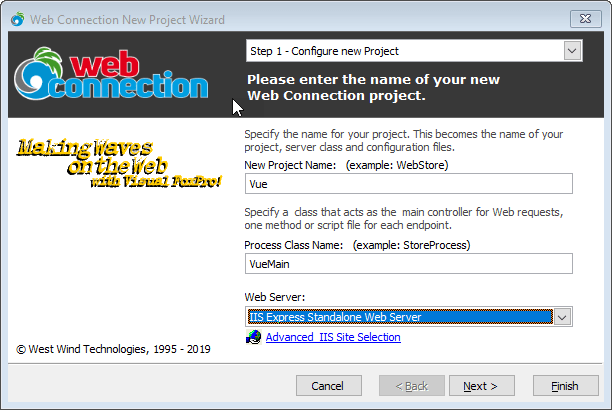 Web Connection New Project Wizard
web
connection
Step 1 - Configure new Project
Please enter the name of your new
Web Connection project.
Making Waves
on the Web
with Visual FoxPro!
Specify the name for your project. This becomes the name of your
project, server class and configuration files.
New Project Name: (example: WebStore)
Vue
Specify a class that acts as the main controller for Web requests,
one method or script file for each endpoint.
Process Class Name: (example: StoreProcess)
VueMain
Web Server:
IIS Express Standalone Web Server
Advanced IIS Site Selection
© West Wind Technologies, 1995 - 2019
Cancel
< Back
Next >
Finish